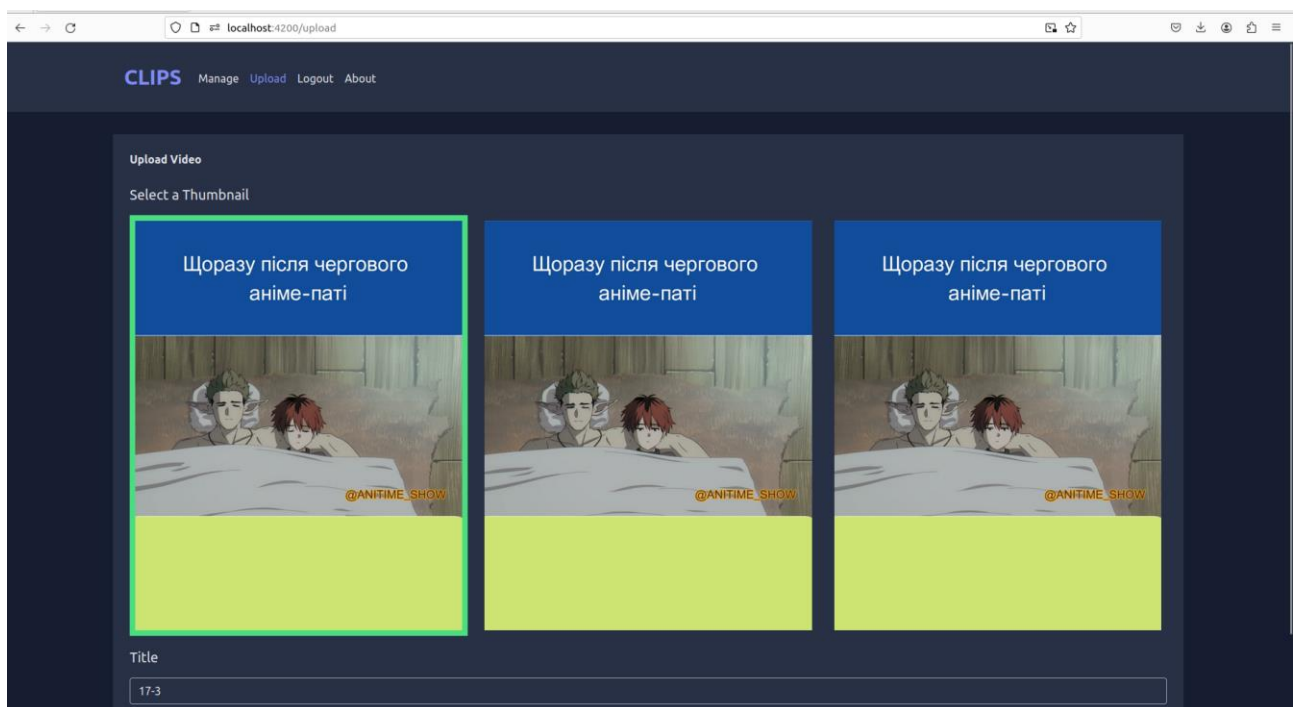 localhost:4200/upload
CLIPS Manage Upload Logout About
Upload Video
Select a Thumbnail
Щоразу після чергового
аніме-паті
@ANITIME_SHOW
Щоразу після чергового
аніме-паті
@ANITIME_SHOW
Щоразу після чергового
аніме-паті
@ANITIME_SHOW
Title
17-3